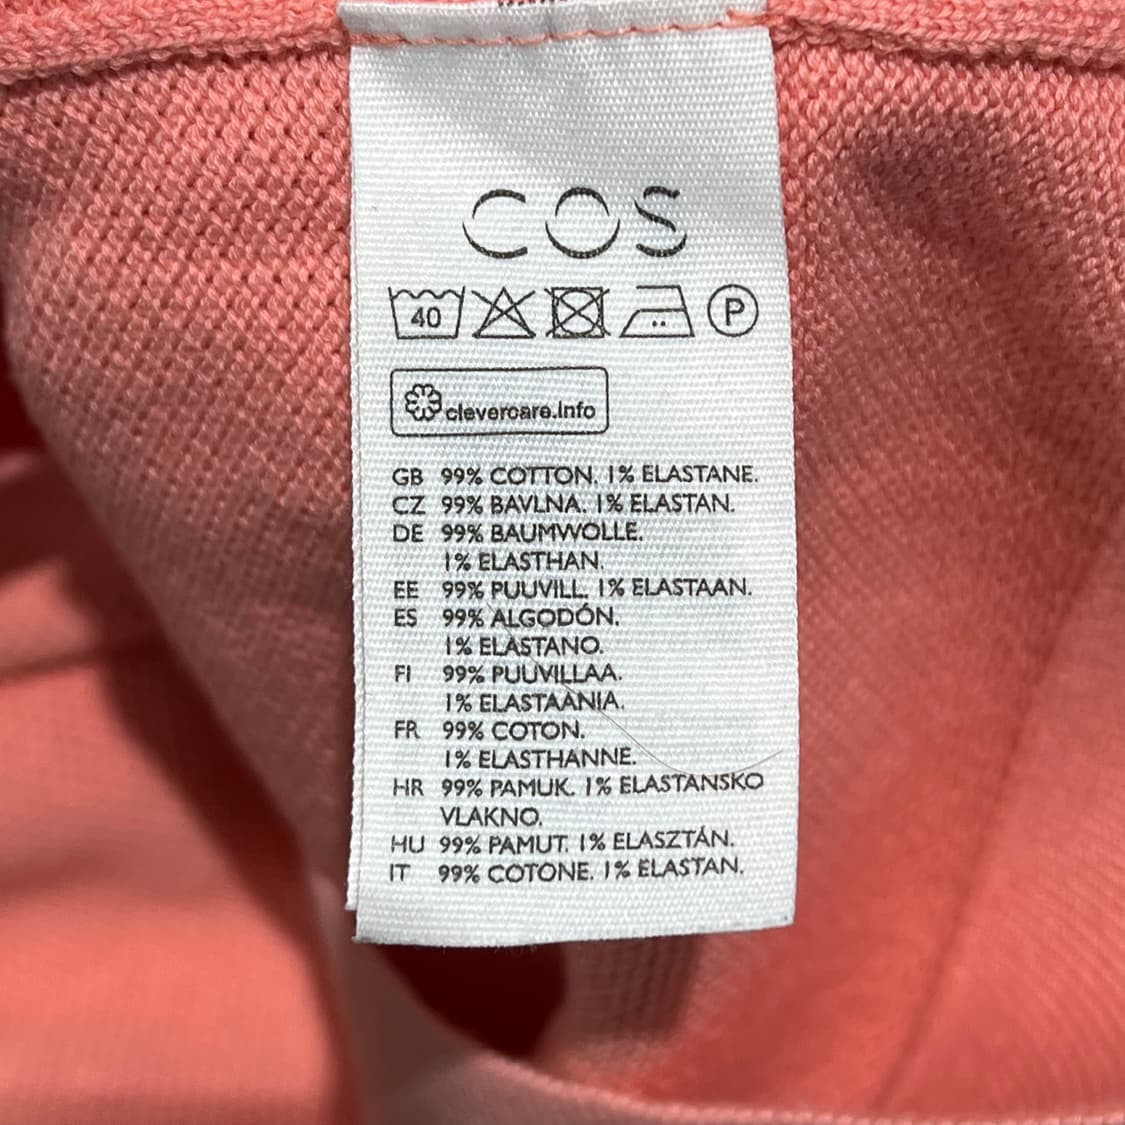 COS
40 P
clevercare.info
GB 99% COTTON. 1% ELASTANE.
CZ 99% BAVLNA. 1% ELASTAN.
DE 99% BAUMWOLLE.
1% ELASTHAN.
EE 99% PUUVILL. 1% ELASTAAN.
ES 99% ALGODÓN.
1% ELASTANO.
FI 99% PUUVILLAA.
1% ELASTAANIA.
FR 99% COTON.
1% ELASTHANNE.
HR 99% PAMUK. 1% ELASTANSKO
VLAKNO.
HU 99% PAMUT. 1% ELASZTÁN.
IT 99% COTONE. 1% ELASTAN.